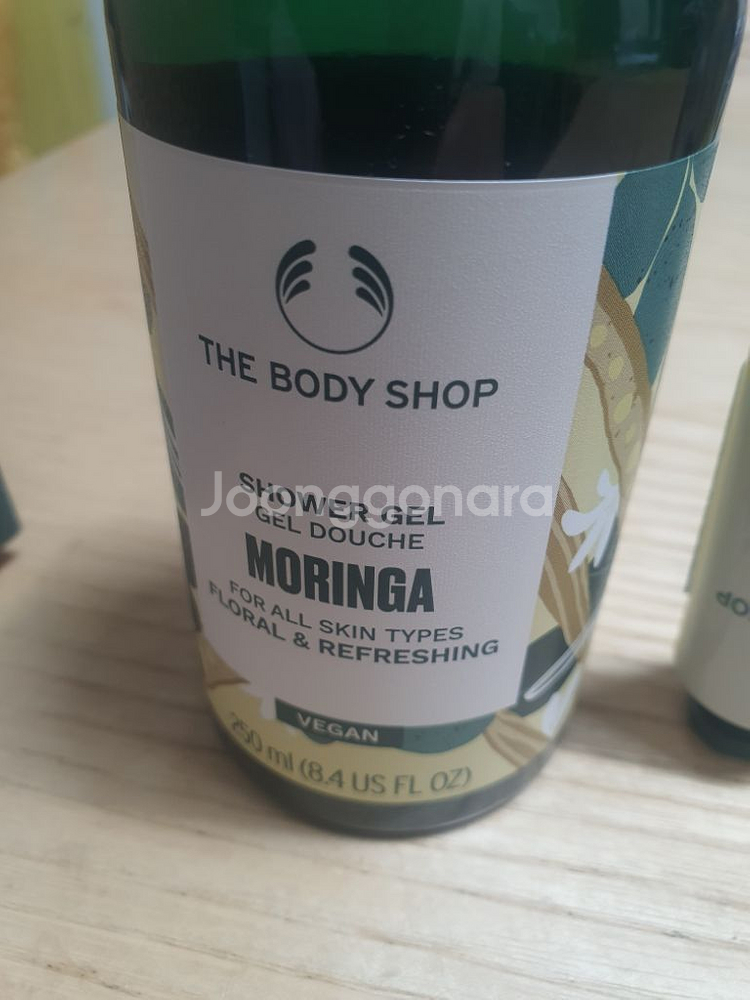 THE BODY SHOP
Joonggonara
SHOWER GEL
GEL DOUCHE
MORINGA
FOR ALL SKIN TYPES
FLORAL & REFRESHING
VEGAN
250 ml (8.4 US FL OZ)